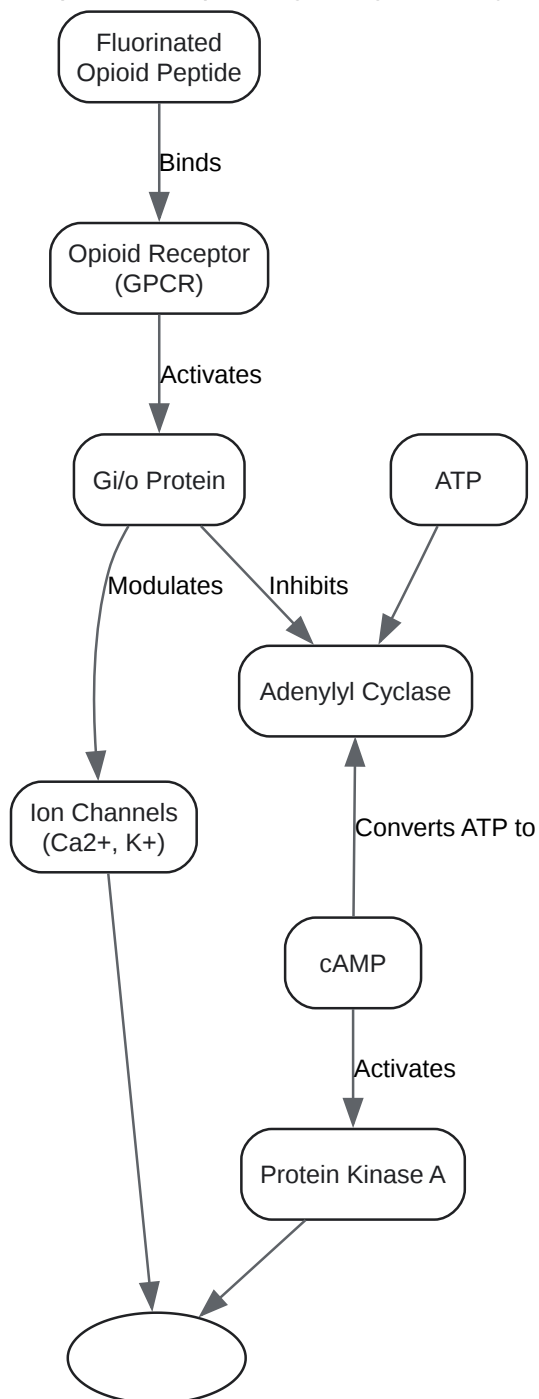 Fluorinated
Opioid Peptide
Binds
Opioid Receptor
(GPCR)
Activates
Gi/o Protein
ATP
Modulates
Inhibits
Adenylyl Cyclase
Ion Channels
(Ca2+, K+)
Converts ATP to
cAMP
Activates
Protein Kinase A